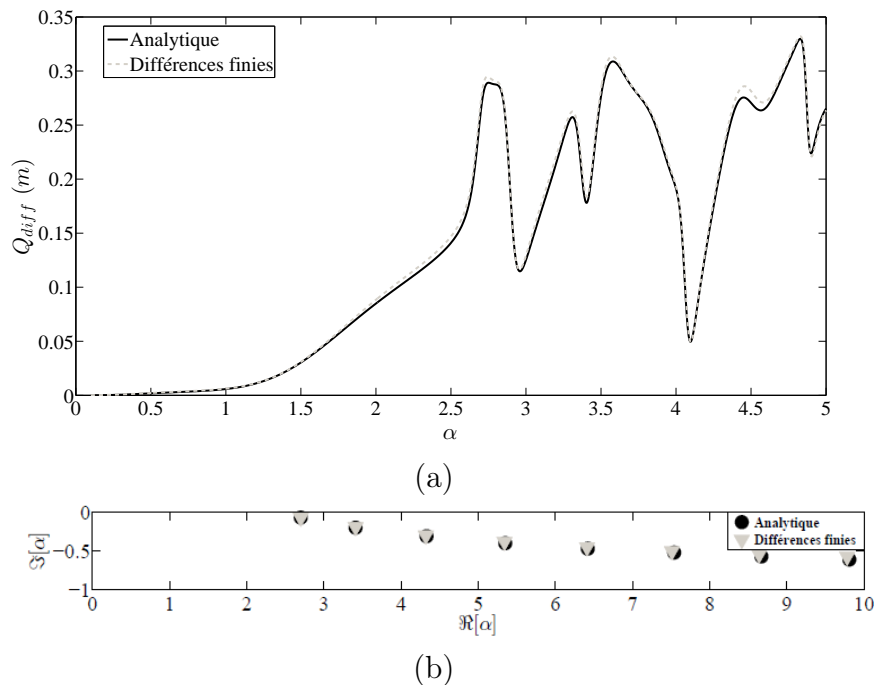 0.35
0.3
0.25
0.2
0.15
0.1
0.05
0
Q_{diff} (m)
Analytique
Différences finies
0 0.5 1 1.5 2 2.5 3 3.5 4 4.5 5
α
(a)
0
−0.5
−1
ℑ[α]
Analytique
Différences finies
0 1 2 3 4 5 6 7 8 9 10
ℜ[α]
(b)